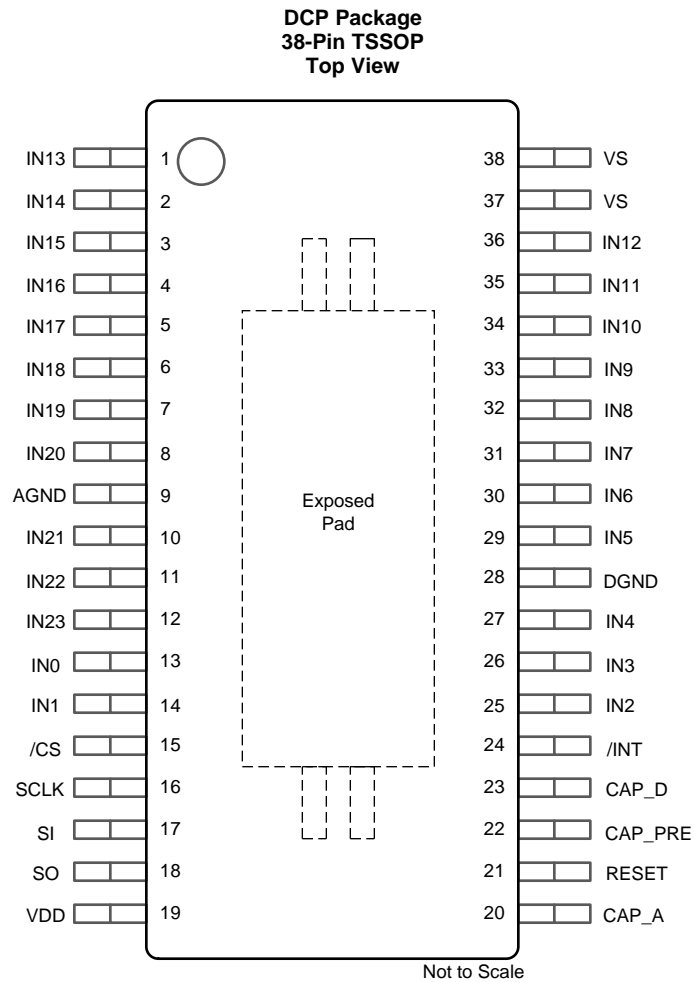 DCP Package
38-Pin TSSOP
Top View
IN13 1 38 VS
IN14 2 37 VS
IN15 3 36 IN12
IN16 4 35 IN11
IN17 5 34 IN10
IN18 6 33 IN9
IN19 7 32 IN8
IN20 8 31 IN7
AGND 9 30 IN6
Exposed
Pad
IN21 10 29 IN5
IN22 11 28 DGND
IN23 12 27 IN4
IN0 13 26 IN3
IN1 14 25 IN2
/CS 15 24 /INT
SCLK 16 23 CAP_D
SI 17 22 CAP_PRE
SO 18 21 RESET
VDD 19 20 CAP_A
Not to Scale